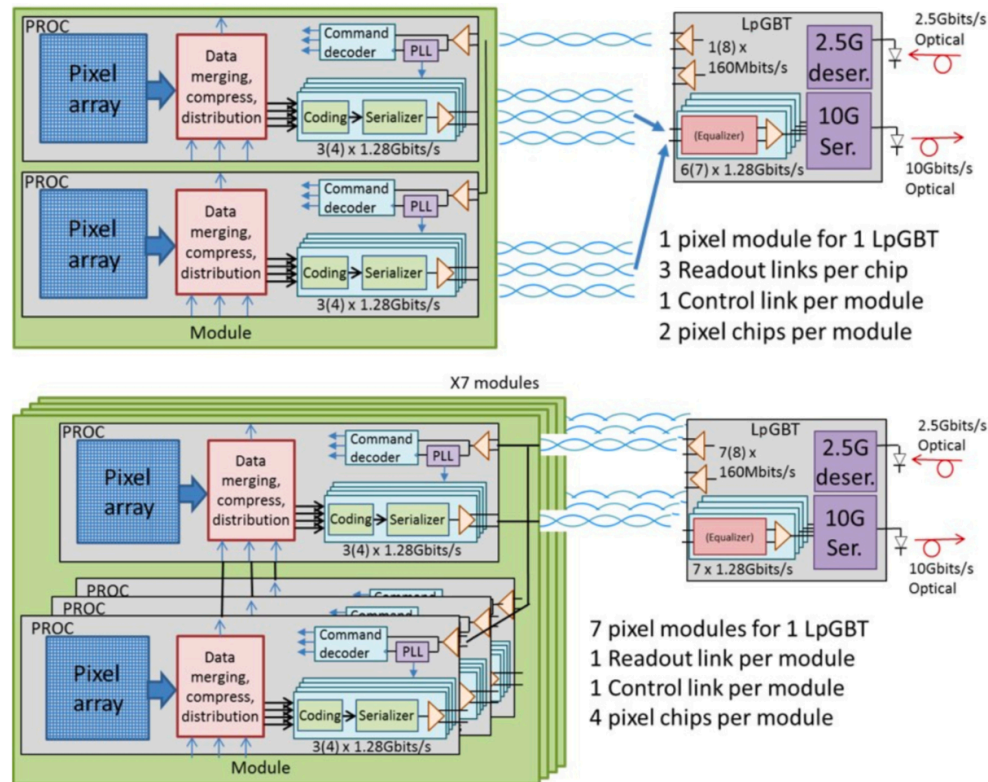 PROC
Pixel
array
Data
merging,
compress,
distribution
Command
decoder
PLL
Coding
Serializer
3(4) x 1.28Gbits/s
PROC
Pixel
array
Data
merging,
compress,
distribution
Command
decoder
PLL
Coding
Serializer
3(4) x 1.28Gbits/s
Module
LpGBT
1(8) x
160Mbits/s
2.5G
deser.
(Equalizer)
10G
Ser.
6(7) x 1.28Gbits/s
2.5Gbits/s
Optical
10Gbits/s
Optical
1 pixel module for 1 LpGBT
3 Readout links per chip
1 Control link per module
2 pixel chips per module
X7 modules
PROC
Pixel
array
Data
merging,
compress,
distribution
Command
decoder
PLL
Coding
Serializer
3(4) x 1.28Gbits/s
PROC
PROC
PROC
Pixel
array
Data
merging,
compress,
distribution
Command
decoder
PLL
Coding
Serializer
3(4) x 1.28Gbits/s
Module
LpGBT
7(8) x
160Mbits/s
2.5G
deser.
(Equalizer)
10G
Ser.
7 x 1.28Gbits/s
2.5Gbits/s
Optical
10Gbits/s
Optical
7 pixel modules for 1 LpGBT
1 Readout link per module
1 Control link per module
4 pixel chips per module